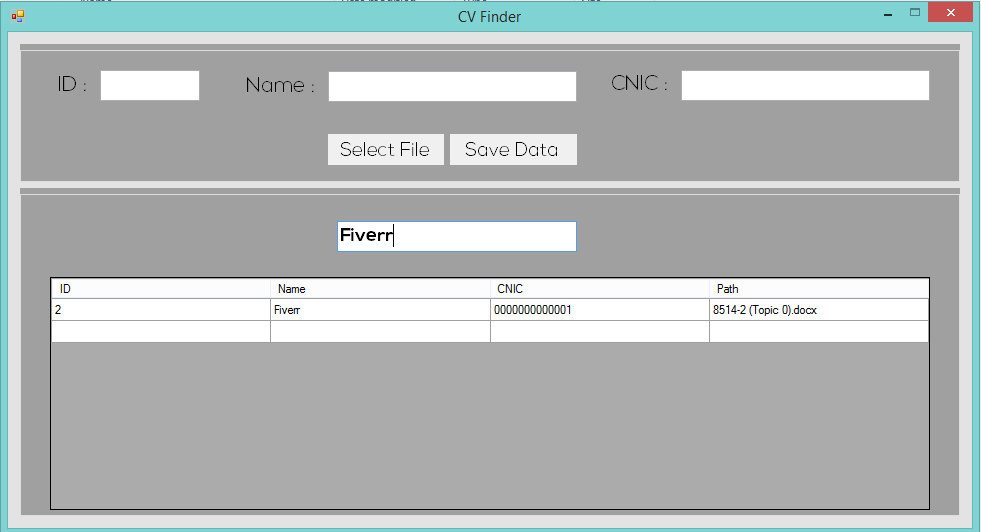 CV Finder
ID :
Name :
CNIC :
Select File
Save Data
Fiverr
ID Name CNIC Path
2 Fiverr 0000000000001 8514-2 (Topic 0).docx